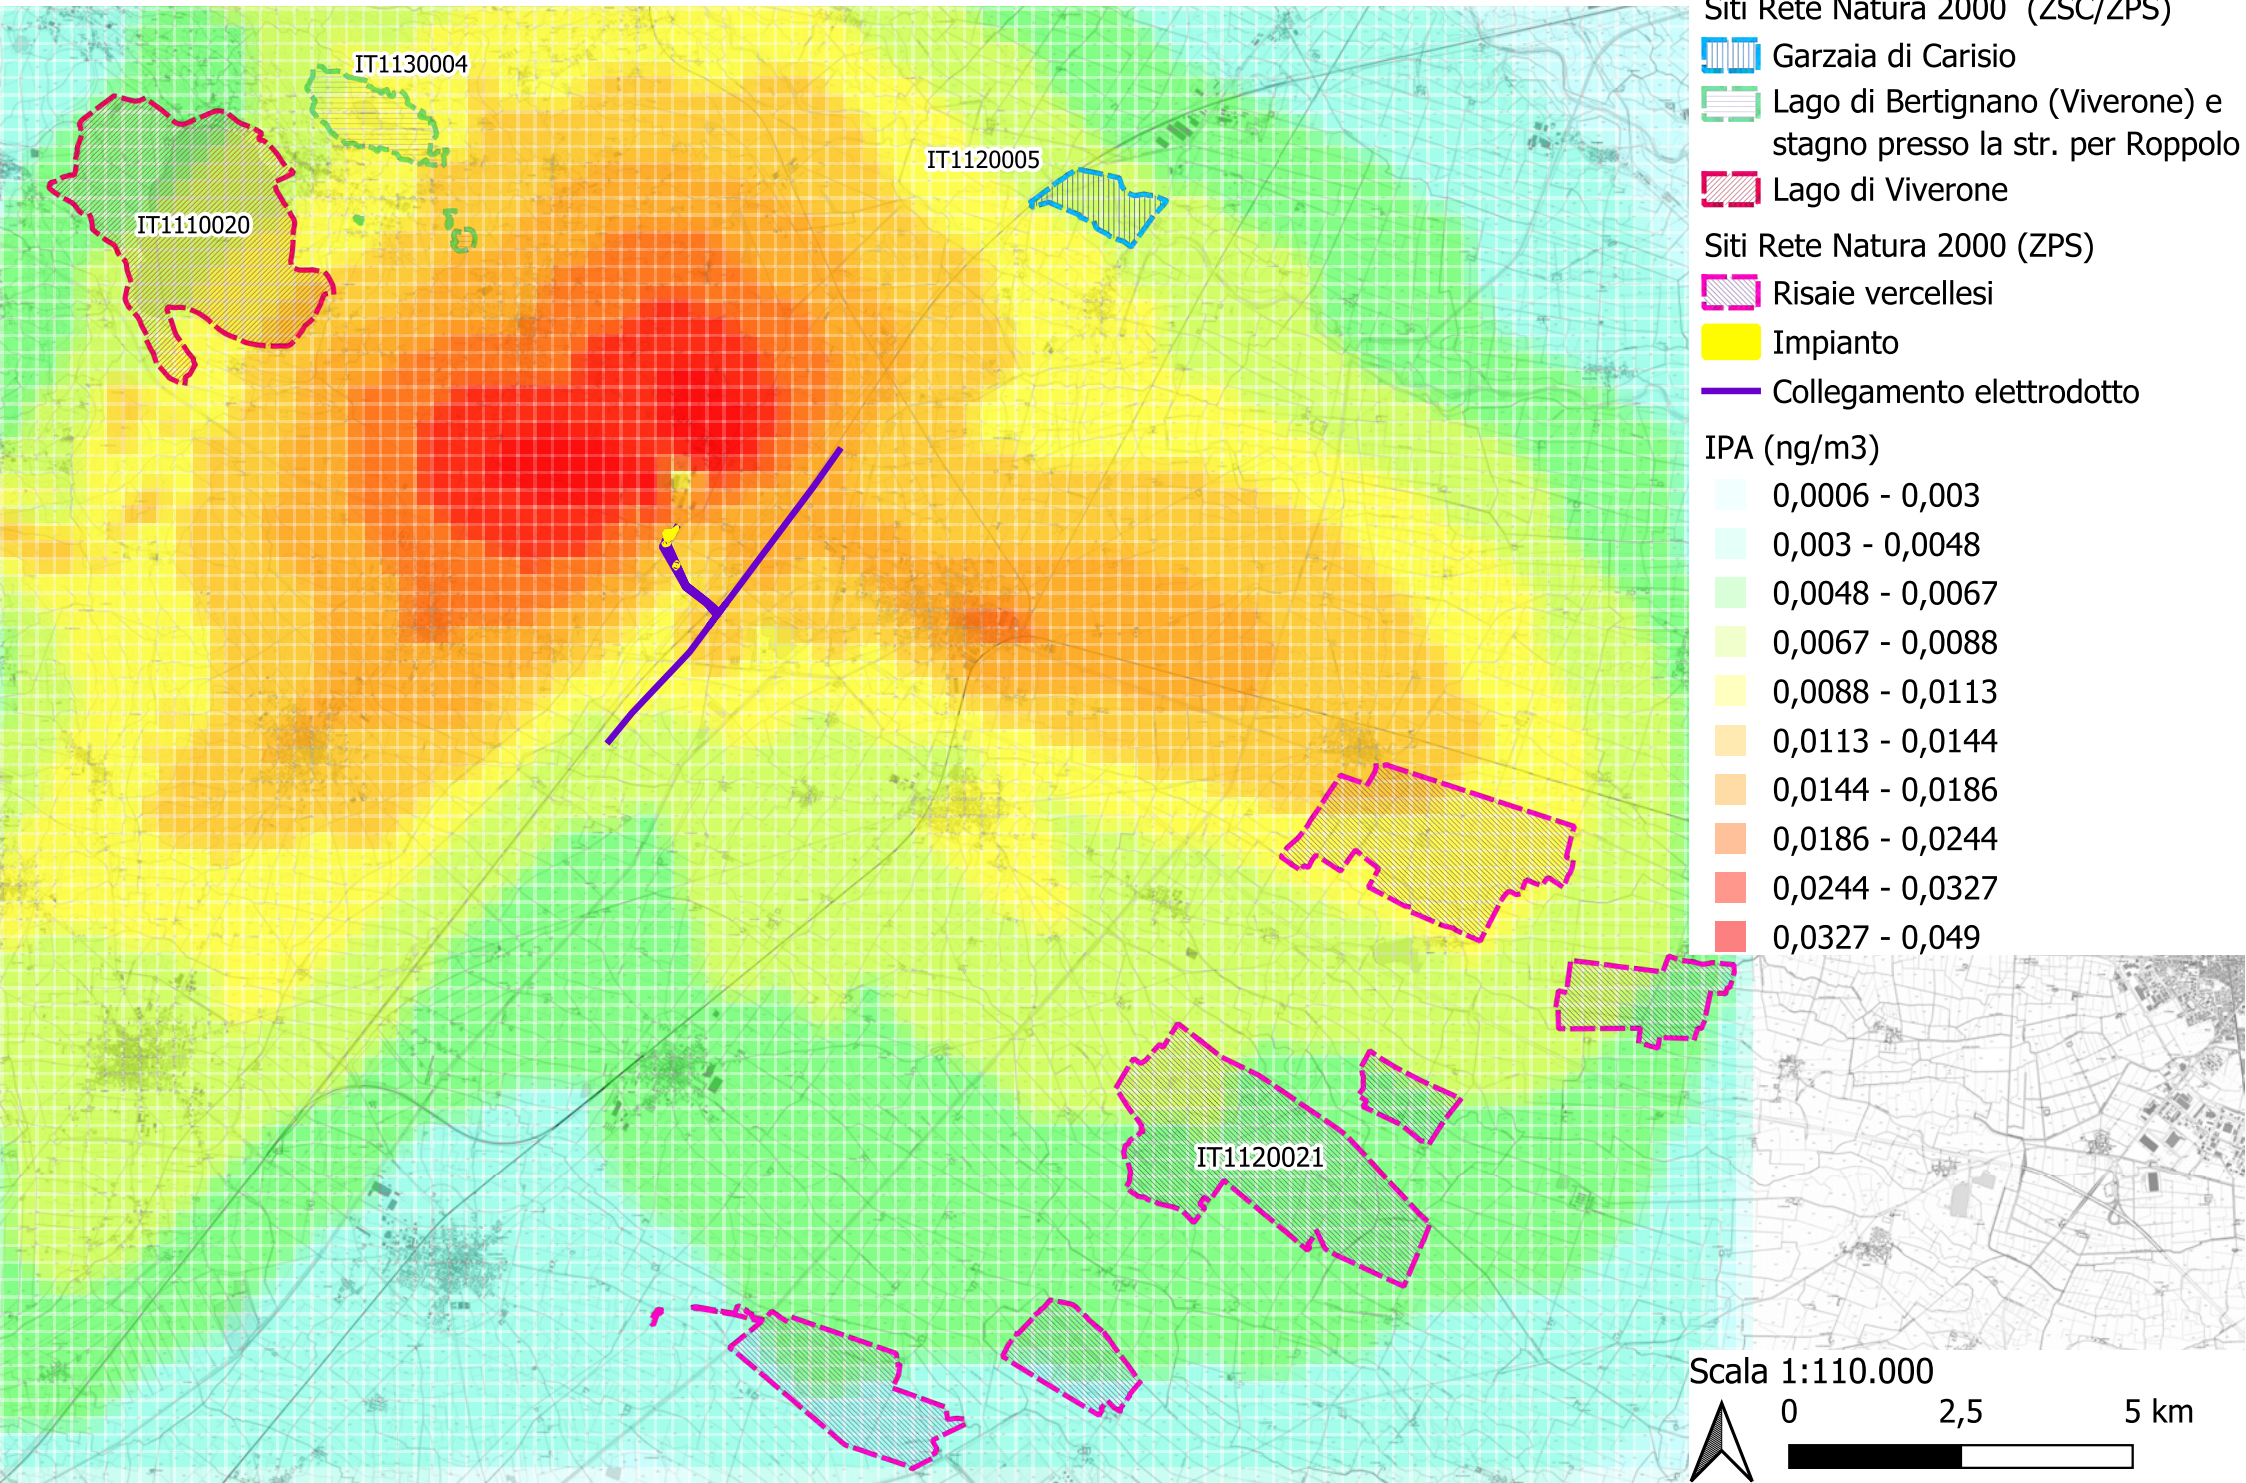 IT1130004
IT1120005
IT1110020
IT1120021
Siti Rete Natura 2000 (ZSC/ZPS)
Garzaia di Carisio
Lago di Bertignano (Viverone) e
stagno presso la str. per Roppolo
Lago di Viverone
Siti Rete Natura 2000 (ZPS)
Risaie vercellesi
Impianto
Collegamento elettrodotto
IPA (ng/m3)
0,0006 - 0,003
0,003 - 0,0048
0,0048 - 0,0067
0,0067 - 0,0088
0,0088 - 0,0113
0,0113 - 0,0144
0,0144 - 0,0186
0,0186 - 0,0244
0,0244 - 0,0327
0,0327 - 0,049
Scala 1:110.000
0 2,5 5 km